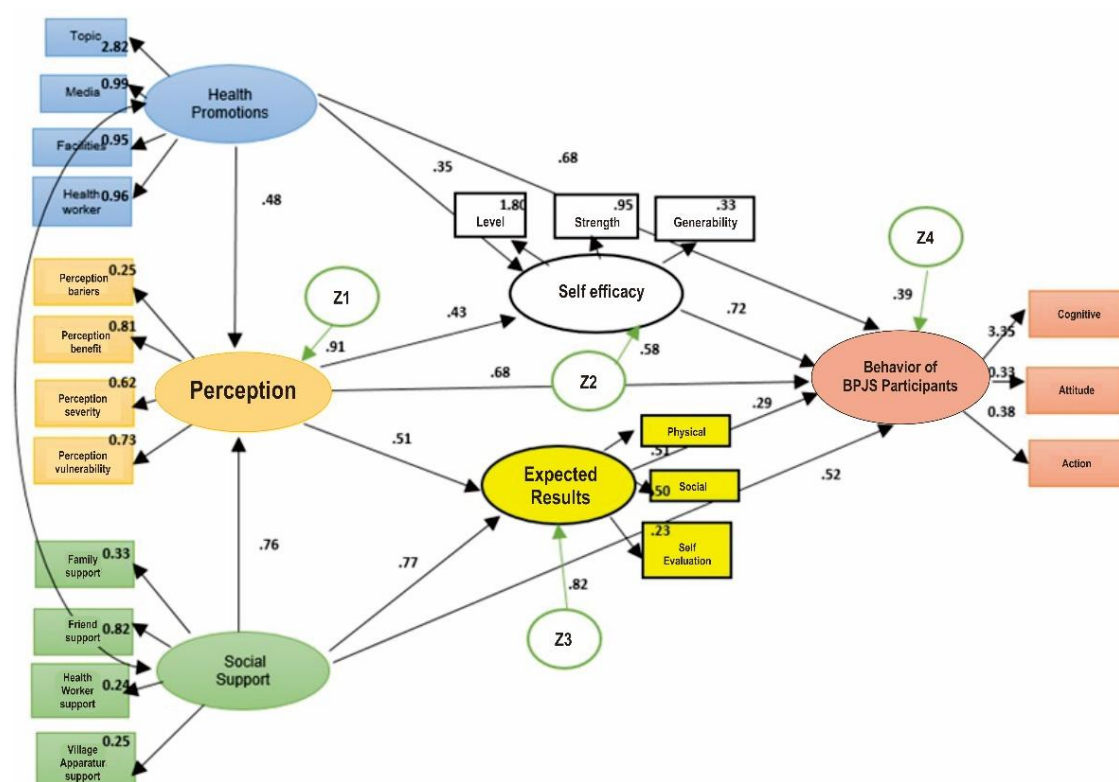 Topic
2.82
Media
0.99
Facilities
0.95
Health
worker
0.96
Health
Promotions
.48
.35
.68
1.80
Level
.95
Strength
.33
Generability
Self efficacy
Z4
.39
Z1
.91
.43
.72
Z2
.58
Perception
bariers
0.25
Perception
benefit
0.81
Perception
severity
0.62
Perception
vulnerability
0.73
Perception
.68
.51
Behavior of
BPJS Participants
3.35
Cognitive
0.33
Attitude
0.38
Action
.29
Physical
.51
Expected
Results
Social
.50
.23
Self
Evaluation
.52
.76
.77
.82
Z3
Family
support
0.33
Friend
support
0.82
Health
Worker
support
0.24
Village
Apparatur
support
0.25
Social
Support